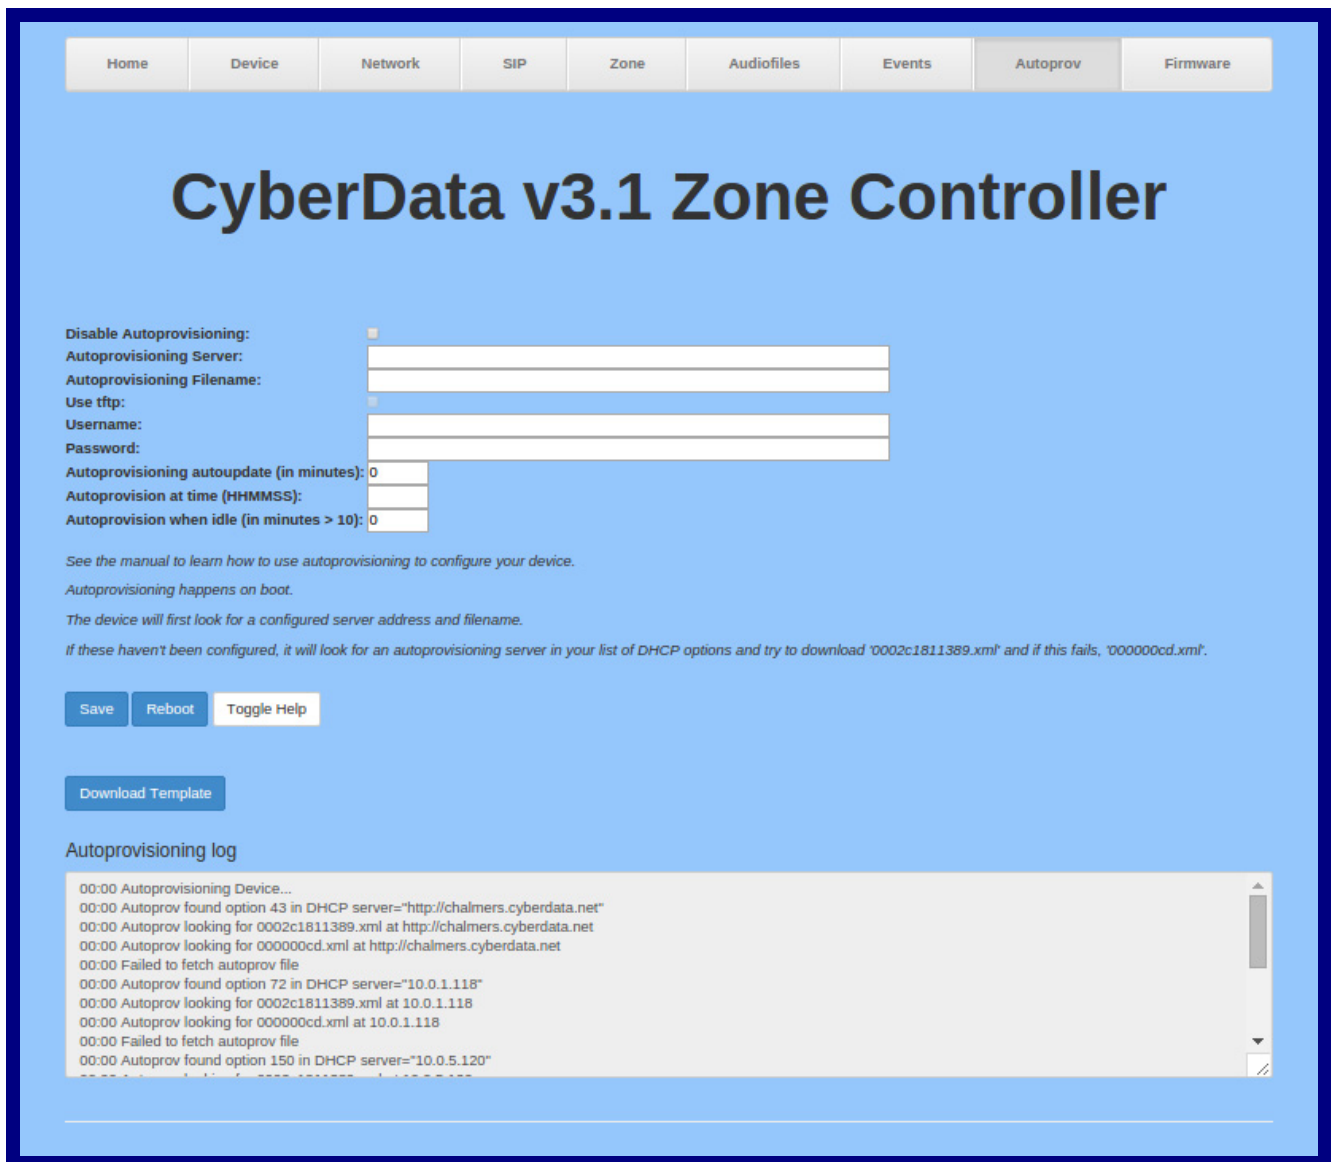 Home Device Network SIP Zone Audiofiles Events Autoprov Firmware
CyberData v3.1 Zone Controller
Disable Autoprovisioning:
Autoprovisioning Server:
Autoprovisioning Filename:
Use tftp:
Username:
Password:
Autoprovisioning autoupdate (in minutes): 0
Autoprovision at time (HHMMSS):
Autoprovision when idle (in minutes > 10): 0
See the manual to learn how to use autoprovisioning to configure your device.
Autoprovisioning happens on boot.
The device will first look for a configured server address and filename.
If these haven't been configured, it will look for an autoprovisioning server in your list of DHCP options and try to download '0002c1811389.xml' and if this fails, '000000cd.xml'.
Save Reboot Toggle Help
Download Template
Autoprovisioning log
00:00 Autoprovisioning Device...
00:00 Autoprov found option 43 in DHCP server="http://chalmers.cyberdata.net"
00:00 Autoprov looking for 0002c1811389.xml at http://chalmers.cyberdata.net
00:00 Autoprov looking for 000000cd.xml at http://chalmers.cyberdata.net
00:00 Failed to fetch autoprov file
00:00 Autoprov found option 72 in DHCP server="10.0.1.118"
00:00 Autoprov looking for 0002c1811389.xml at 10.0.1.118
00:00 Autoprov looking for 000000cd.xml at 10.0.1.118
00:00 Failed to fetch autoprov file
00:00 Autoprov found option 150 in DHCP server="10.0.5.120"